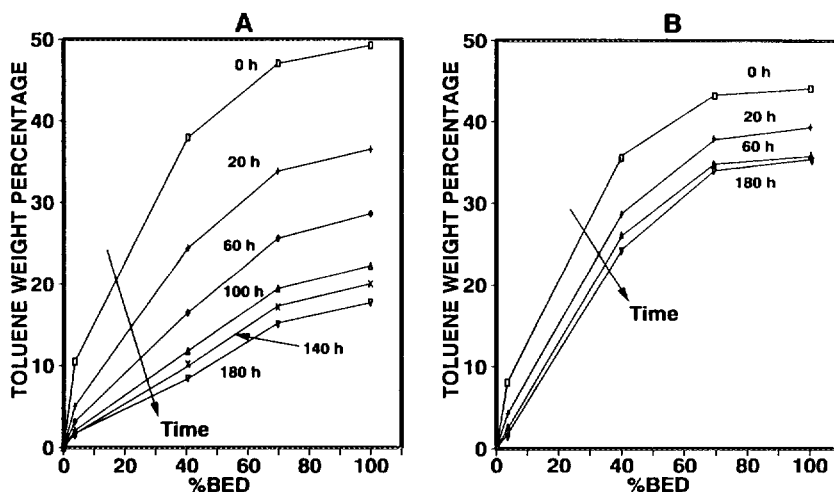 A
TOLUENE WEIGHT PERCENTAGE
50
40
30
20
10
0
0 h
20 h
60 h
100 h
140 h
180 h
Time
0 20 40 60 80 100
%BED
B
TOLUENE WEIGHT PERCENTAGE
50
40
30
20
10
0
0 h
20 h
60 h
180 h
Time
0 20 40 60 80 100
%BED